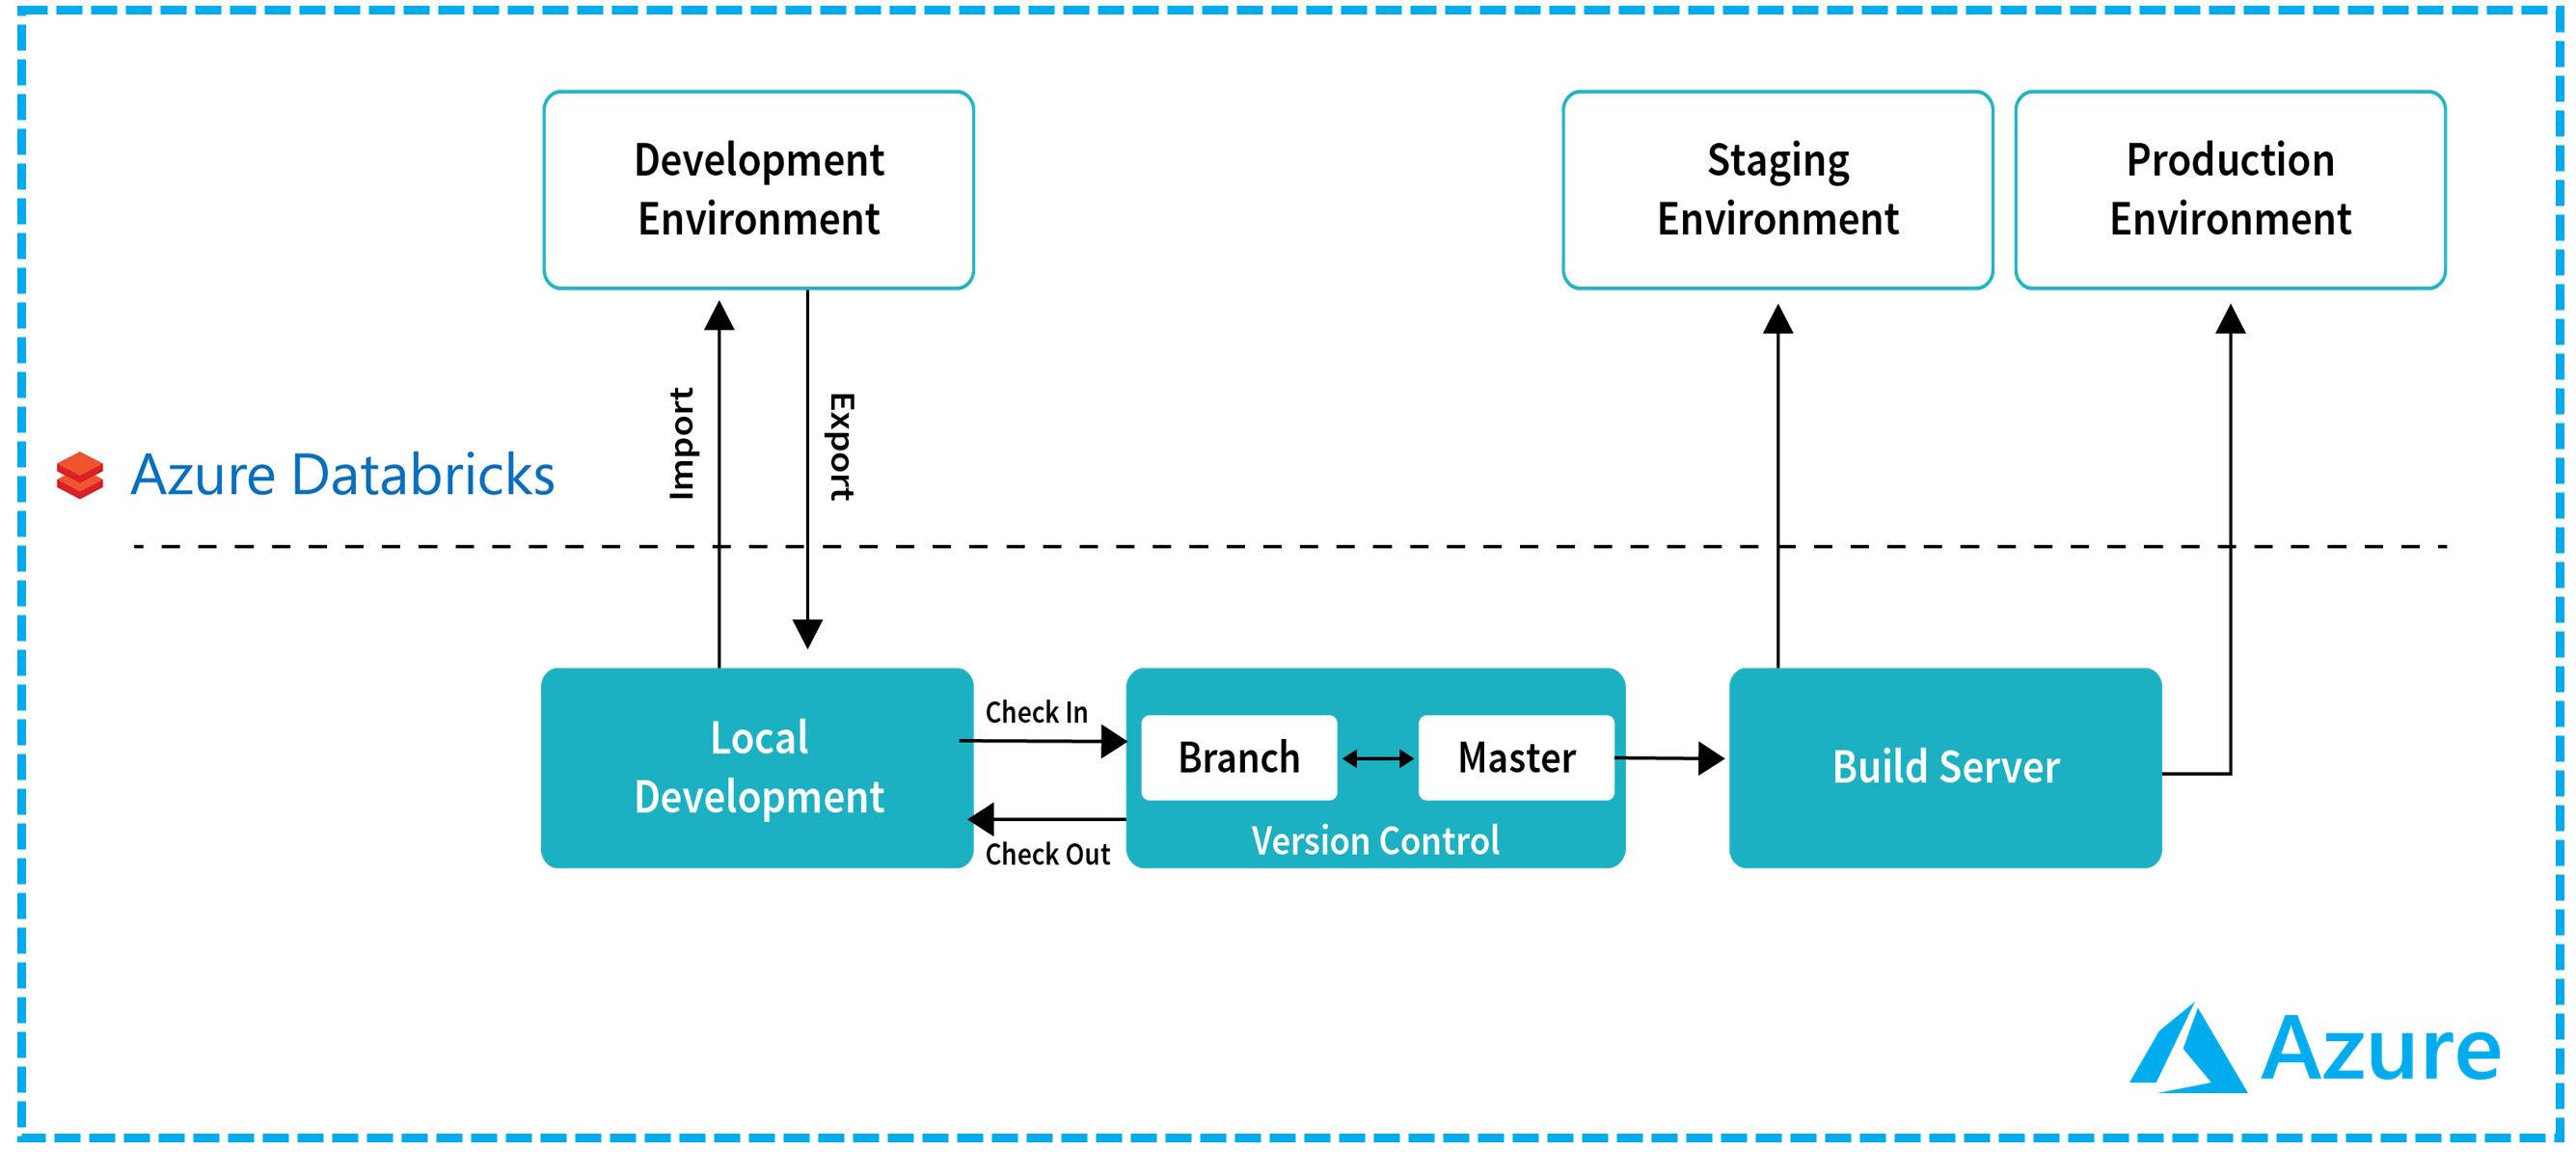 Development
Environment
Staging
Environment
Production
Environment
Import
Export
Azure Databricks
Local
Development
Check In
Check Out
Branch
Master
Version Control
Build Server
Azure